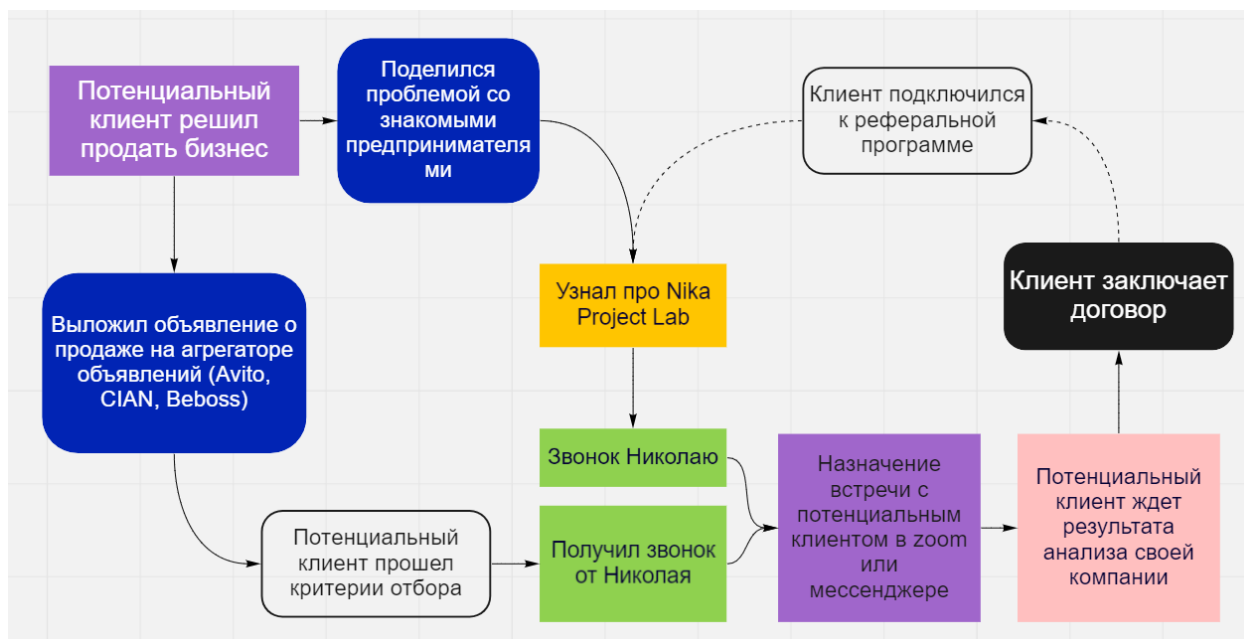 Потенциальный
клиент решил
продать бизнес
Поделился
проблемой со
знакомыми
предпринимателя
ми
Клиент подключился
к реферальной
программе
Выложил объявление о
продаже на агрегаторе
объявлений (Avito,
CIAN, Beboss)
Узнал про Nika
Project Lab
Клиент заключает
договор
Звонок Николаю
Потенциальный
клиент прошел
критерии отбора
Получил звонок
от Николая
Назначение
встречи с
потенциальным
клиентом в zoom
или
мессенджере
Потенциальный
клиент ждет
результата
анализа своей
компании